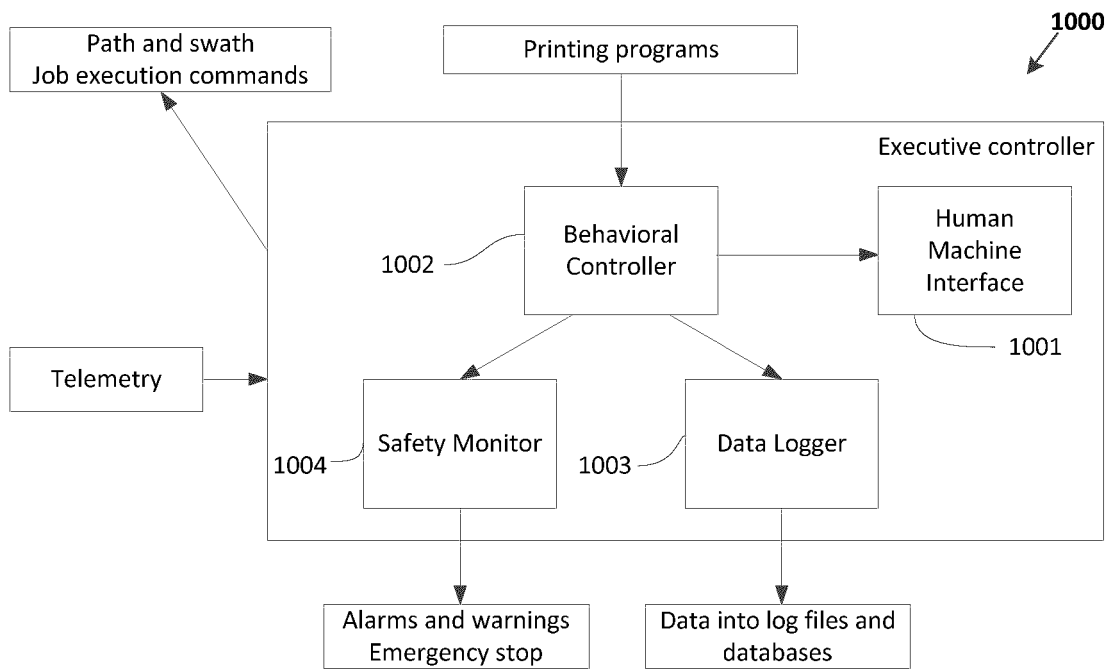 1000
Path and swath
Job execution commands
Printing programs
Executive controller
Behavioral
Controller
1002
Human
Machine
Interface
1001
Telemetry
Safety Monitor
1004
Data Logger
1003
Alarms and warnings
Emergency stop
Data into log files and
databases